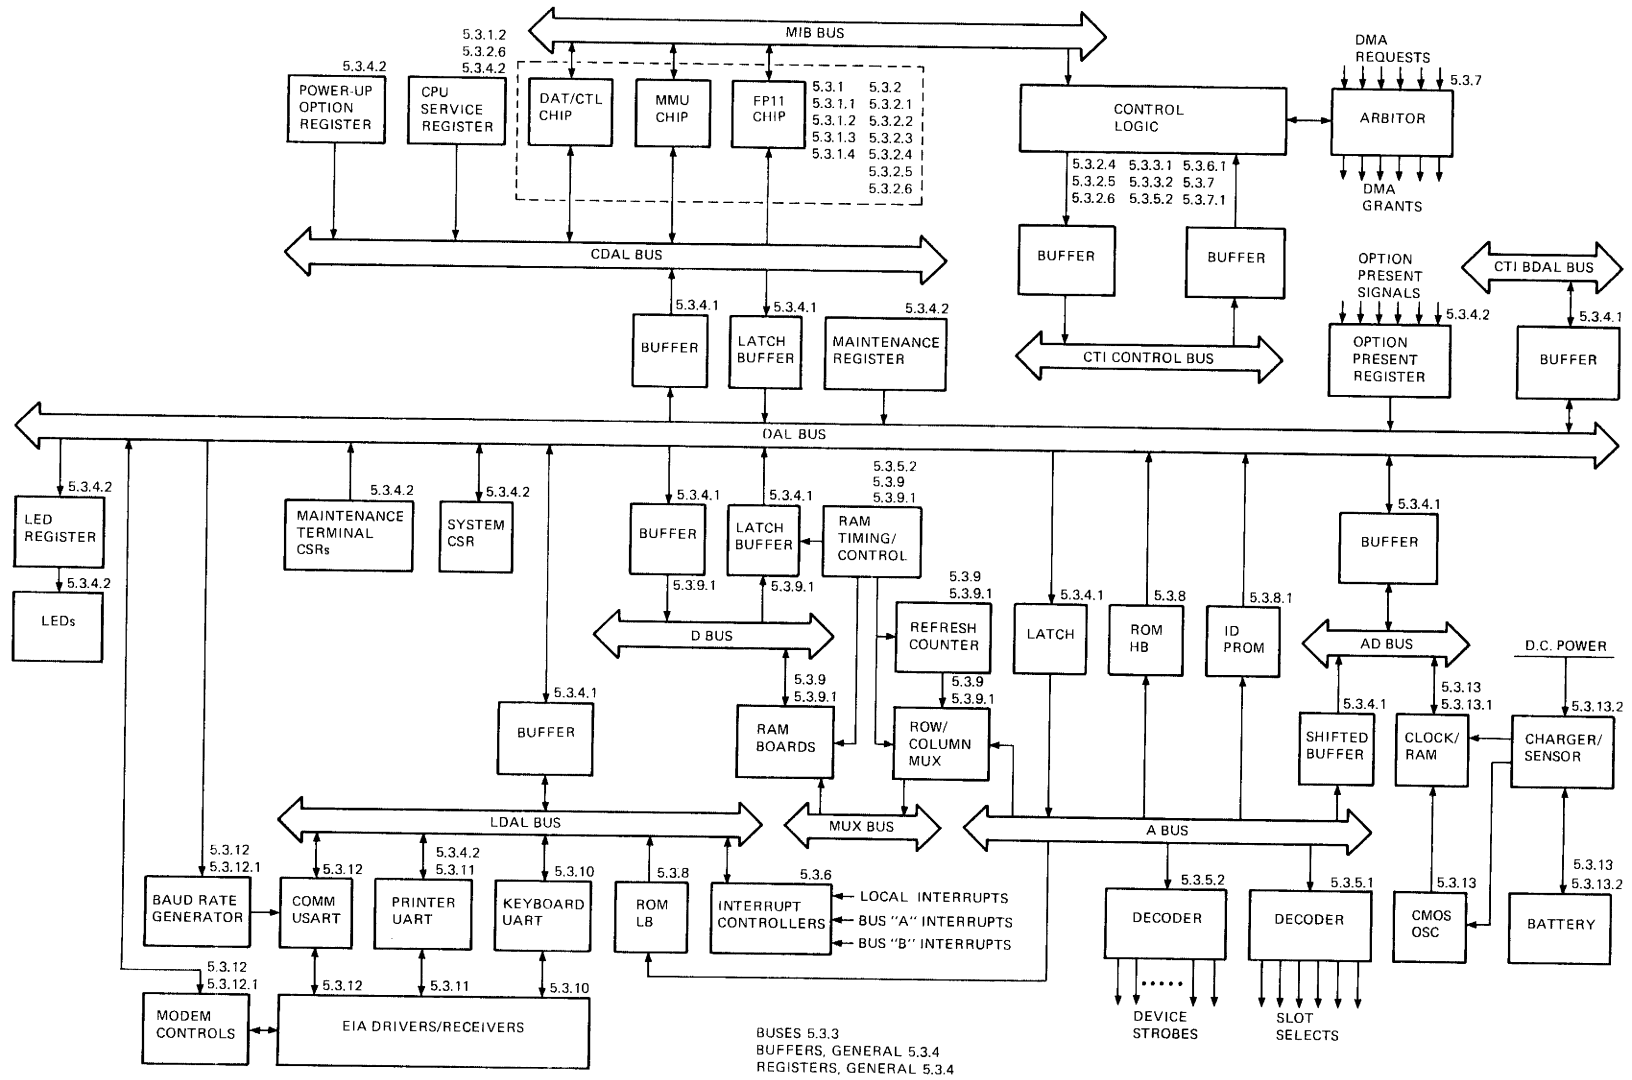 MIB BUS
5.3.1.2
5.3.2.6
5.3.4.2
5.3.4.2
POWER-UP
OPTION
REGISTER
CPU
SERVICE
REGISTER
DAT/CTL
CHIP
MMU
CHIP
FP11
CHIP
5.3.1 5.3.2
5.3.1.1 5.3.2.1
5.3.1.2 5.3.2.2
5.3.1.3 5.3.2.3
5.3.1.4 5.3.2.4
5.3.2.5
5.3.2.6
CONTROL
LOGIC
DMA
REQUESTS
5.3.7
ARBITOR
DMA
GRANTS
5.3.2.4 5.3.3.1 5.3.6.1
5.3.2.5 5.3.3.2 5.3.7
5.3.2.6 5.3.5.2 5.3.7.1
BUFFER
BUFFER
CDAL BUS
CTI BDAL BUS
OPTION
PRESENT
SIGNALS
5.3.4.1
BUFFER
5.3.4.1
LATCH
BUFFER
5.3.4.2
MAINTENANCE
REGISTER
CTI CONTROL BUS
5.3.4.2
OPTION
PRESENT
REGISTER
5.3.4.1
BUFFER
DAL BUS
5.3.4.2
LED
REGISTER
5.3.4.2
LEDs
5.3.4.2
MAINTENANCE
TERMINAL
CSRs
5.3.4.2
SYSTEM
CSR
5.3.4.1
BUFFER
5.3.9.1
5.3.4.1
LATCH
BUFFER
5.3.9.1
5.3.5.2
5.3.9
5.3.9.1
RAM
TIMING/
CONTROL
5.3.4.1
BUFFER
D BUS
5.3.9
5.3.9.1
REFRESH
COUNTER
5.3.4.1
LATCH
5.3.8
ROM
HB
5.3.8.1
ID
PROM
AD BUS
D.C. POWER
5.3.4.1
BUFFER
5.3.9
5.3.9.1
RAM
BOARDS
5.3.9
5.3.9.1
ROW/
COLUMN
MUX
5.3.4.1
SHIFTED
BUFFER
5.3.13
5.3.13.1
CLOCK/
RAM
5.3.13.2
CHARGER/
SENSOR
LDAL BUS
MUX BUS
A BUS
5.3.12
5.3.12.1
BAUD RATE
GENERATOR
5.3.12
COMM
USART
5.3.4.2
5.3.11
PRINTER
UART
5.3.10
KEYBOARD
UART
5.3.8
ROM
LB
5.3.6
INTERRUPT
CONTROLLERS
LOCAL INTERRUPTS
BUS "A" INTERRUPTS
BUS "B" INTERRUPTS
5.3.5.2
DECODER
5.3.5.1
DECODER
5.3.13
CMOS
OSC
5.3.13
5.3.13.2
BATTERY
5.3.12
5.3.12.1
MODEM
CONTROLS
5.3.12
5.3.11
5.3.10
EIA DRIVERS/RECEIVERS
DEVICE
STROBES
SLOT
SELECTS
BUSES 5.3.3
BUFFERS, GENERAL 5.3.4
REGISTERS, GENERAL 5.3.4